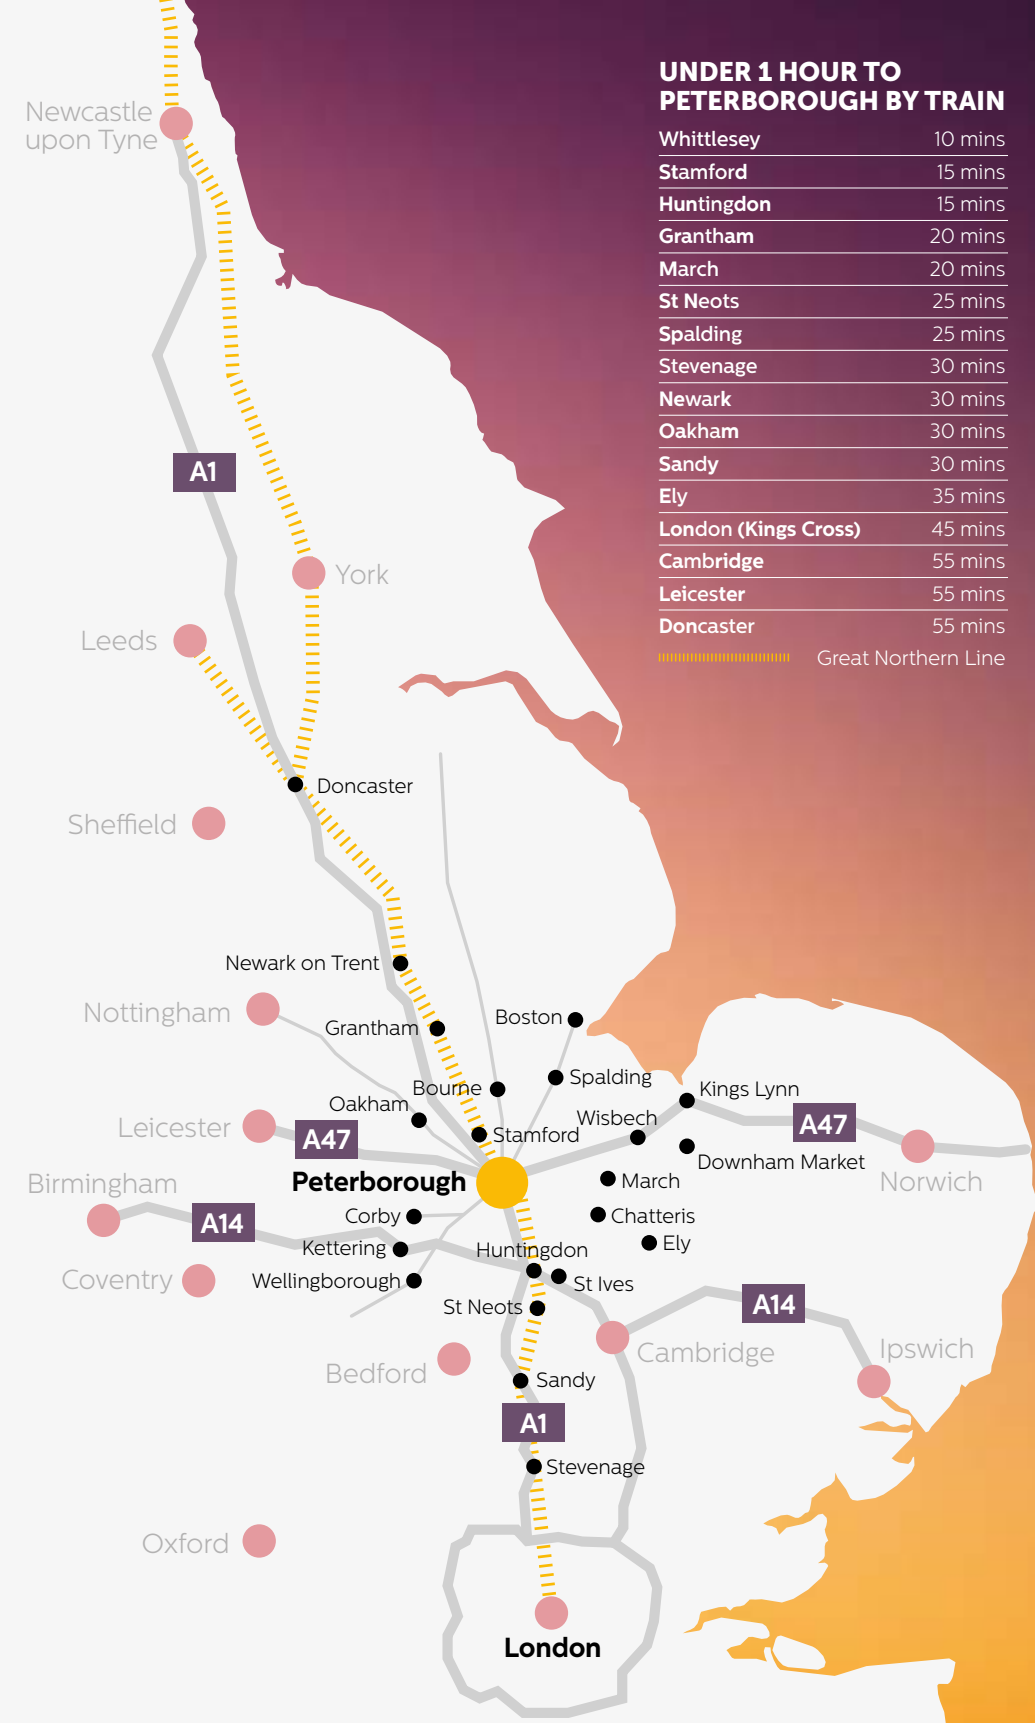 UNDER 1 HOUR TO
PETERBOROUGH BY TRAIN
Whittlesey 10 mins
Stamford 15 mins
Huntingdon 15 mins
Grantham 20 mins
March 20 mins
St Neots 25 mins
Spalding 25 mins
Stevenage 30 mins
Newark 30 mins
Oakham 30 mins
Sandy 30 mins
Ely 35 mins
London (Kings Cross) 45 mins
Cambridge 55 mins
Leicester 55 mins
Doncaster 55 mins
Great Northern Line
Newcastle
upon Tyne
A1
York
Leeds
Doncaster
Sheffield
Newark on Trent
Nottingham
Grantham
Boston
Bourne
Spalding
Kings Lynn
Oakham
Wisbech
Leicester
A47
Stamford
A47
Downham Market
Norwich
Peterborough
March
Birmingham
Corby
A14
Chatteris
Kettering
Huntingdon
Ely
Coventry
Wellingborough
St Ives
St Neots
A14
Cambridge
Ipswich
Bedford
Sandy
A1
Stevenage
Oxford
London